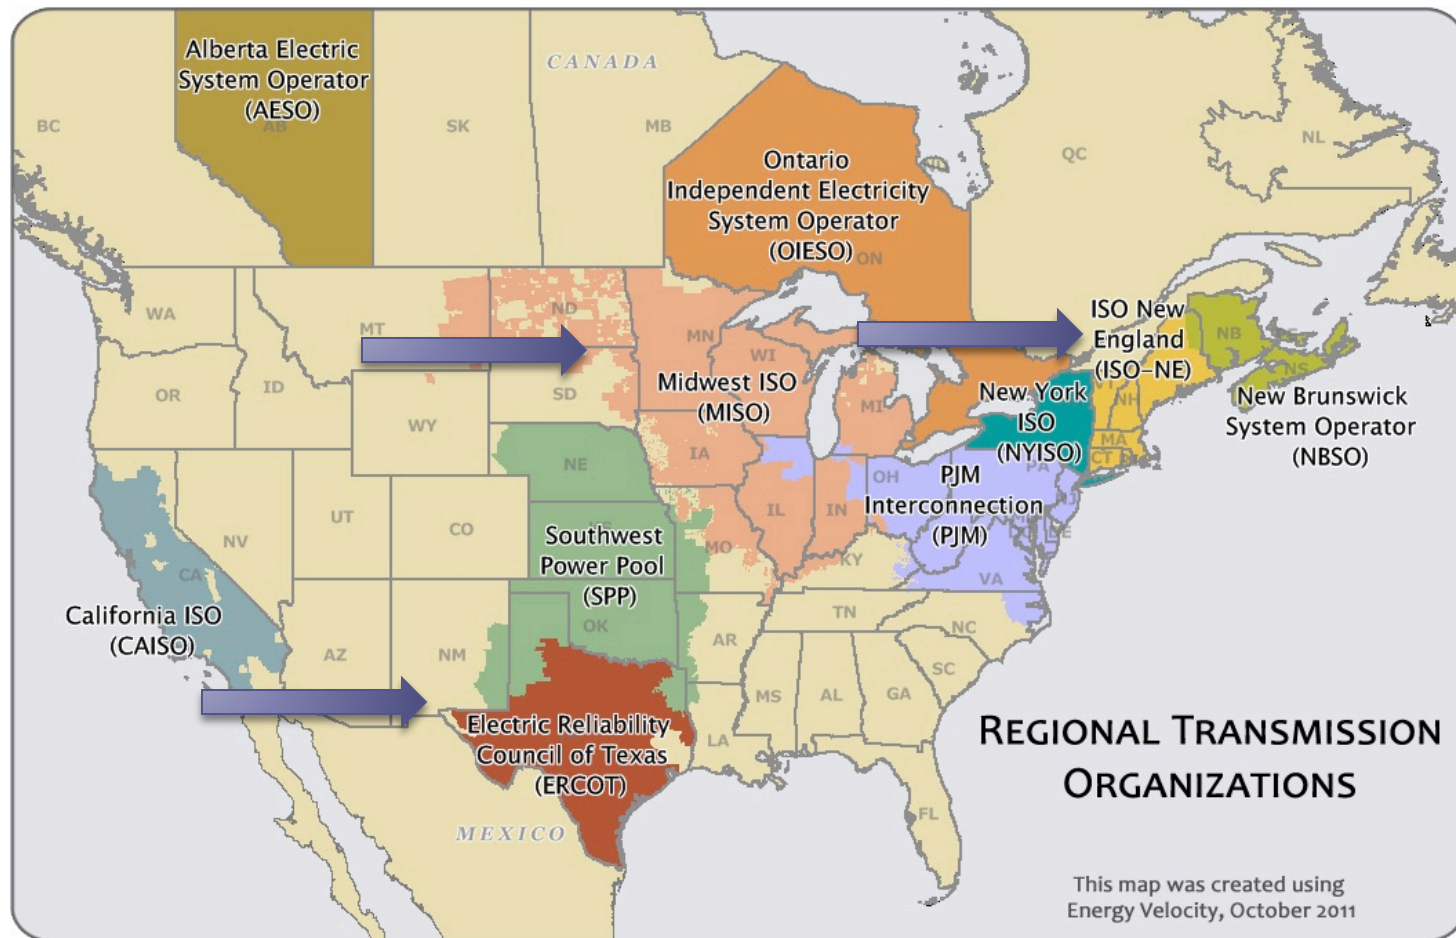 Alberta Electric
System Operator
(AESO)
AB
CANADA
BC
SK
MB
QC
NL
Ontario
Independent Electricity
System Operator
(OIESO)
ON
WA
MT
ND
MN
WI
MI
OR
ID
WY
SD
IA
NE
Midwest ISO
(MISO)
ISO New
England
(ISO-NE)
NB
NS
New Brunswick
System Operator
(NBSO)
New York
ISO
(NYISO)
NH
MA
CT
PA
NJ
DE
OH
PJM
Interconnection
(PJM)
IL
IN
MO
KY
VA
NV
UT
CO
CA
California ISO
(CAISO)
Southwest
Power Pool
(SPP)
OK
AZ
NM
AR
TN
NC
SC
MS
AL
GA
LA
FL
Electric Reliability
Council of Texas
(ERCOT)
MEXICO
REGIONAL TRANSMISSION
ORGANIZATIONS
This map was created using
Energy Velocity, October 2011